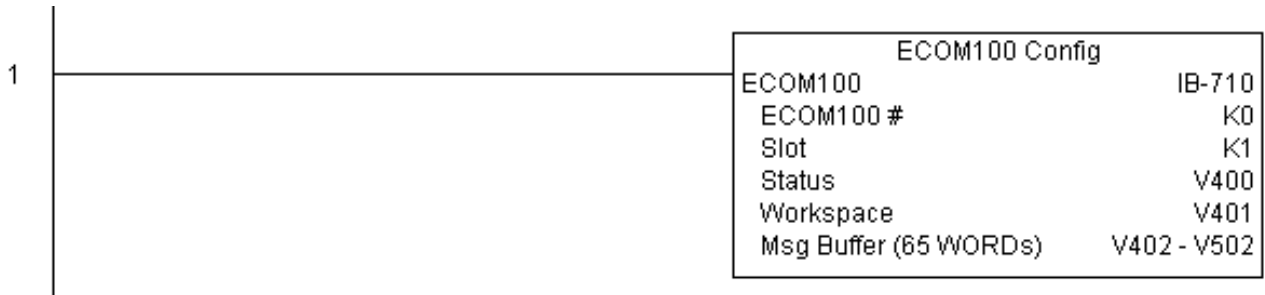 ECOM100 Config
1
ECOM100 IB-710
ECOM100 # K0
Slot K1
Status V400
Workspace V401
Msg Buffer (65 WORDs) V402 - V502